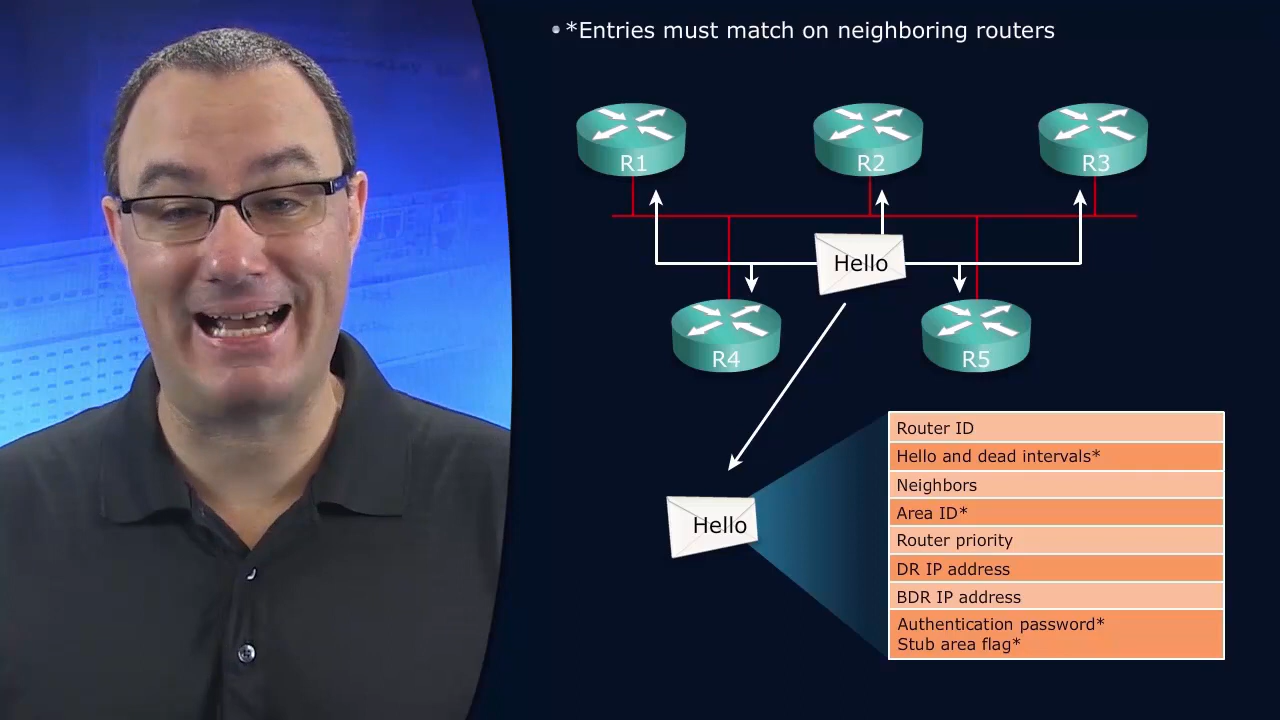 *Entries must match on neighboring routers
R1
R2
R3
Hello
R4
R5
Hello
Router ID
Hello and dead intervals*
Neighbors
Area ID*
Router priority
DR IP address
BDR IP address
Authentication password*
Stub area flag*